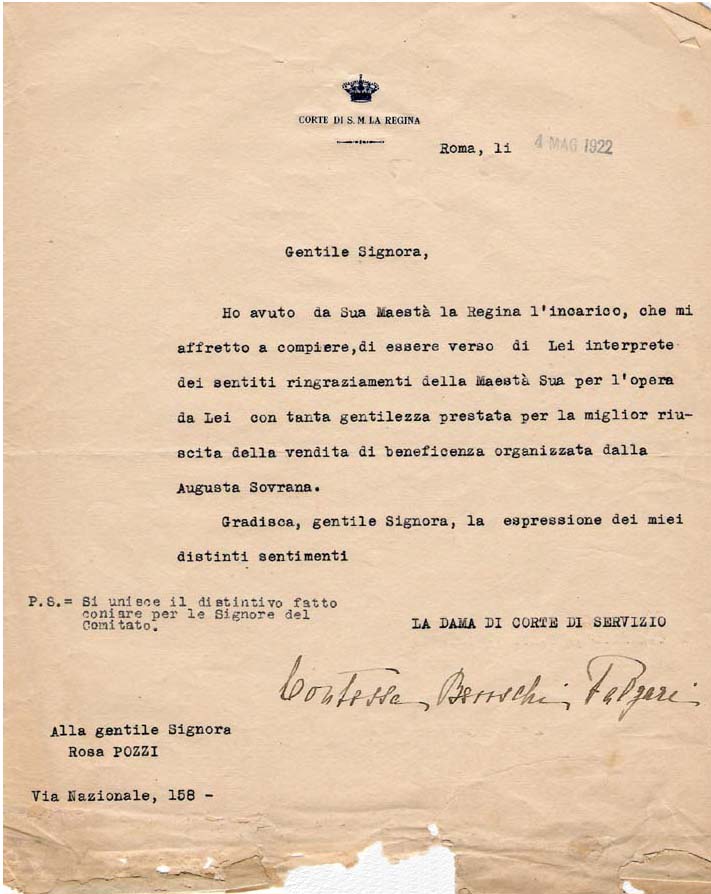 CORTE DI S. M. LA REGINA
Roma, li 4 MAG 1922
Gentile Signora,
Ho avuto da Sua Maestà la Regina l'incarico, che mi
affretto a compiere,di essere verso di Lei interprete
dei sentiti ringraziamenti della Maestà Sua per l'opera
da Lei con tanta gentilezza prestata per la miglior riu-
scita della vendita di beneficenza organizzata dalla
Augusta Sovrana.
Gradisca, gentile Signora, la espressione dei miei
distinti sentimenti
P.S.= Si unisce il distintivo fatto
coniare per le Signore del
Comitato.
LA DAMA DI CORTE DI SERVIZIO
Contessa
Alla gentile Signora
Rosa POZZI
Via Nazionale, 158 -